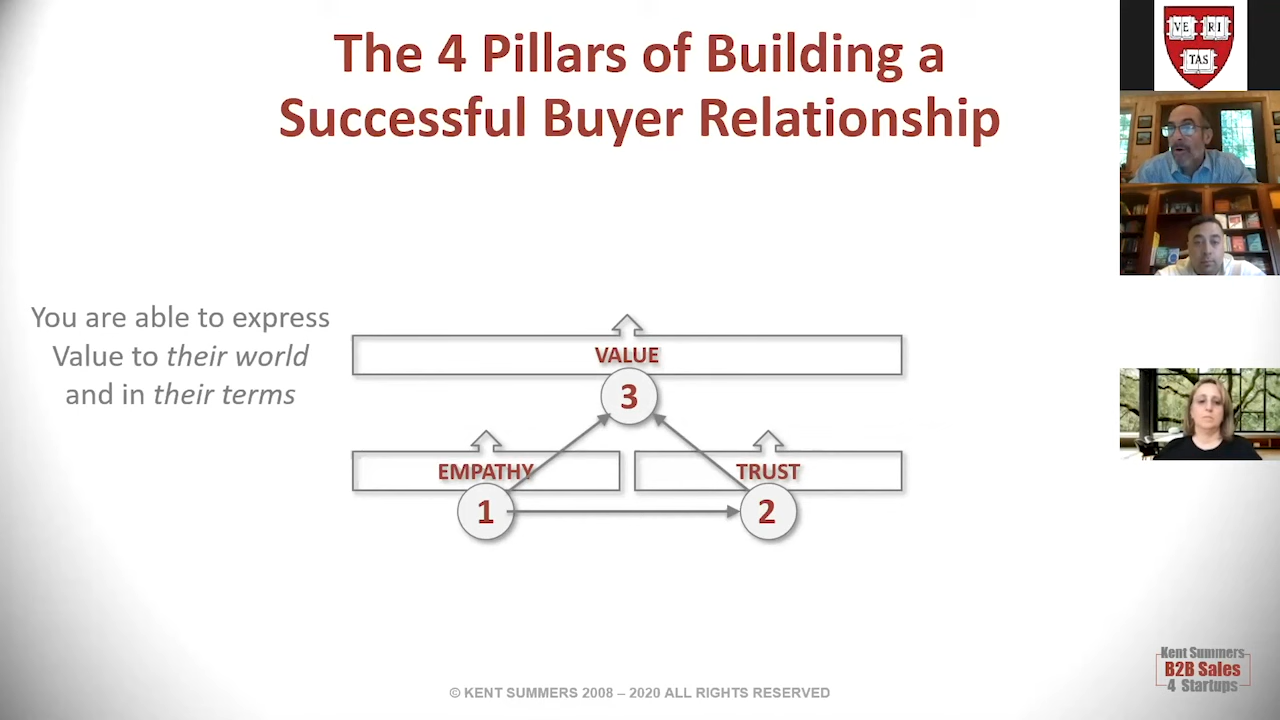 The 4 Pillars of Building a
Successful Buyer Relationship
VE
RI
TAS
You are able to express
Value to their world
and in their terms
VALUE
3
EMPATHY
TRUST
1
2
Kent Summers
B2B Sales
4 Startups
© KENT SUMMERS 2008 – 2020 ALL RIGHTS RESERVED